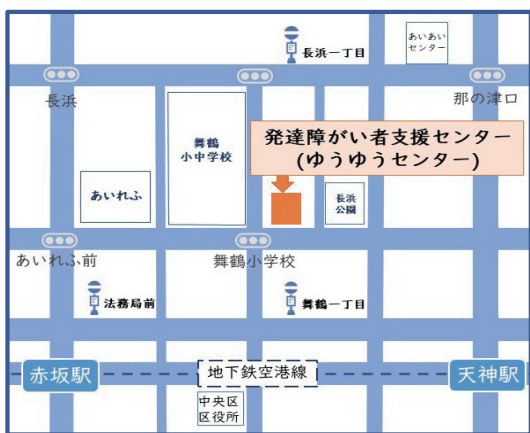 長浜一丁目
あいあい
センター
長浜
那の津口
舞鶴
小中学校
発達障がい者支援センター
(ゆうゆうセンター)
あいれふ
長浜
公園
あいれふ前
舞鶴小学校
法務局前
舞鶴一丁目
赤坂駅
地下鉄空港線
天神駅
中央区
区役所